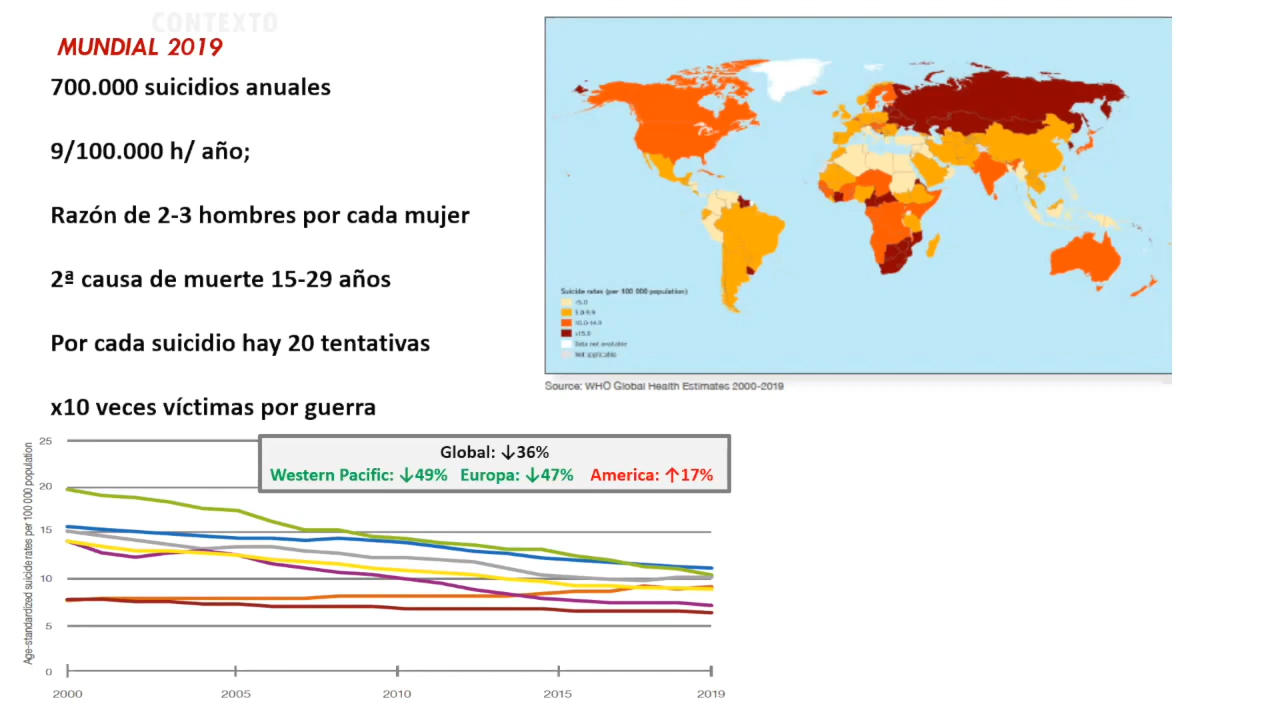 CONTEXTO
MUNDIAL 2019
700.000 suicidios anuales
9/100.000 h/ año;
Razón de 2-3 hombres por cada mujer
2ª causa de muerte 15-29 años
Por cada suicidio hay 20 tentativas
x10 veces víctimas por guerra
Suicide rates (per 100 000 population)
<5.0
5.0-9.9
10.0-14.9
≥15.0
Data not available
Not applicable
Source: WHO Global Health Estimates 2000-2019
Global: ↓36%
Western Pacific: ↓49% Europa: ↓47% America: ↑17%
Age-standardized suicide rates per 100 000 population
25
20
15
10
5
0
2000 2005 2010 2015 2019